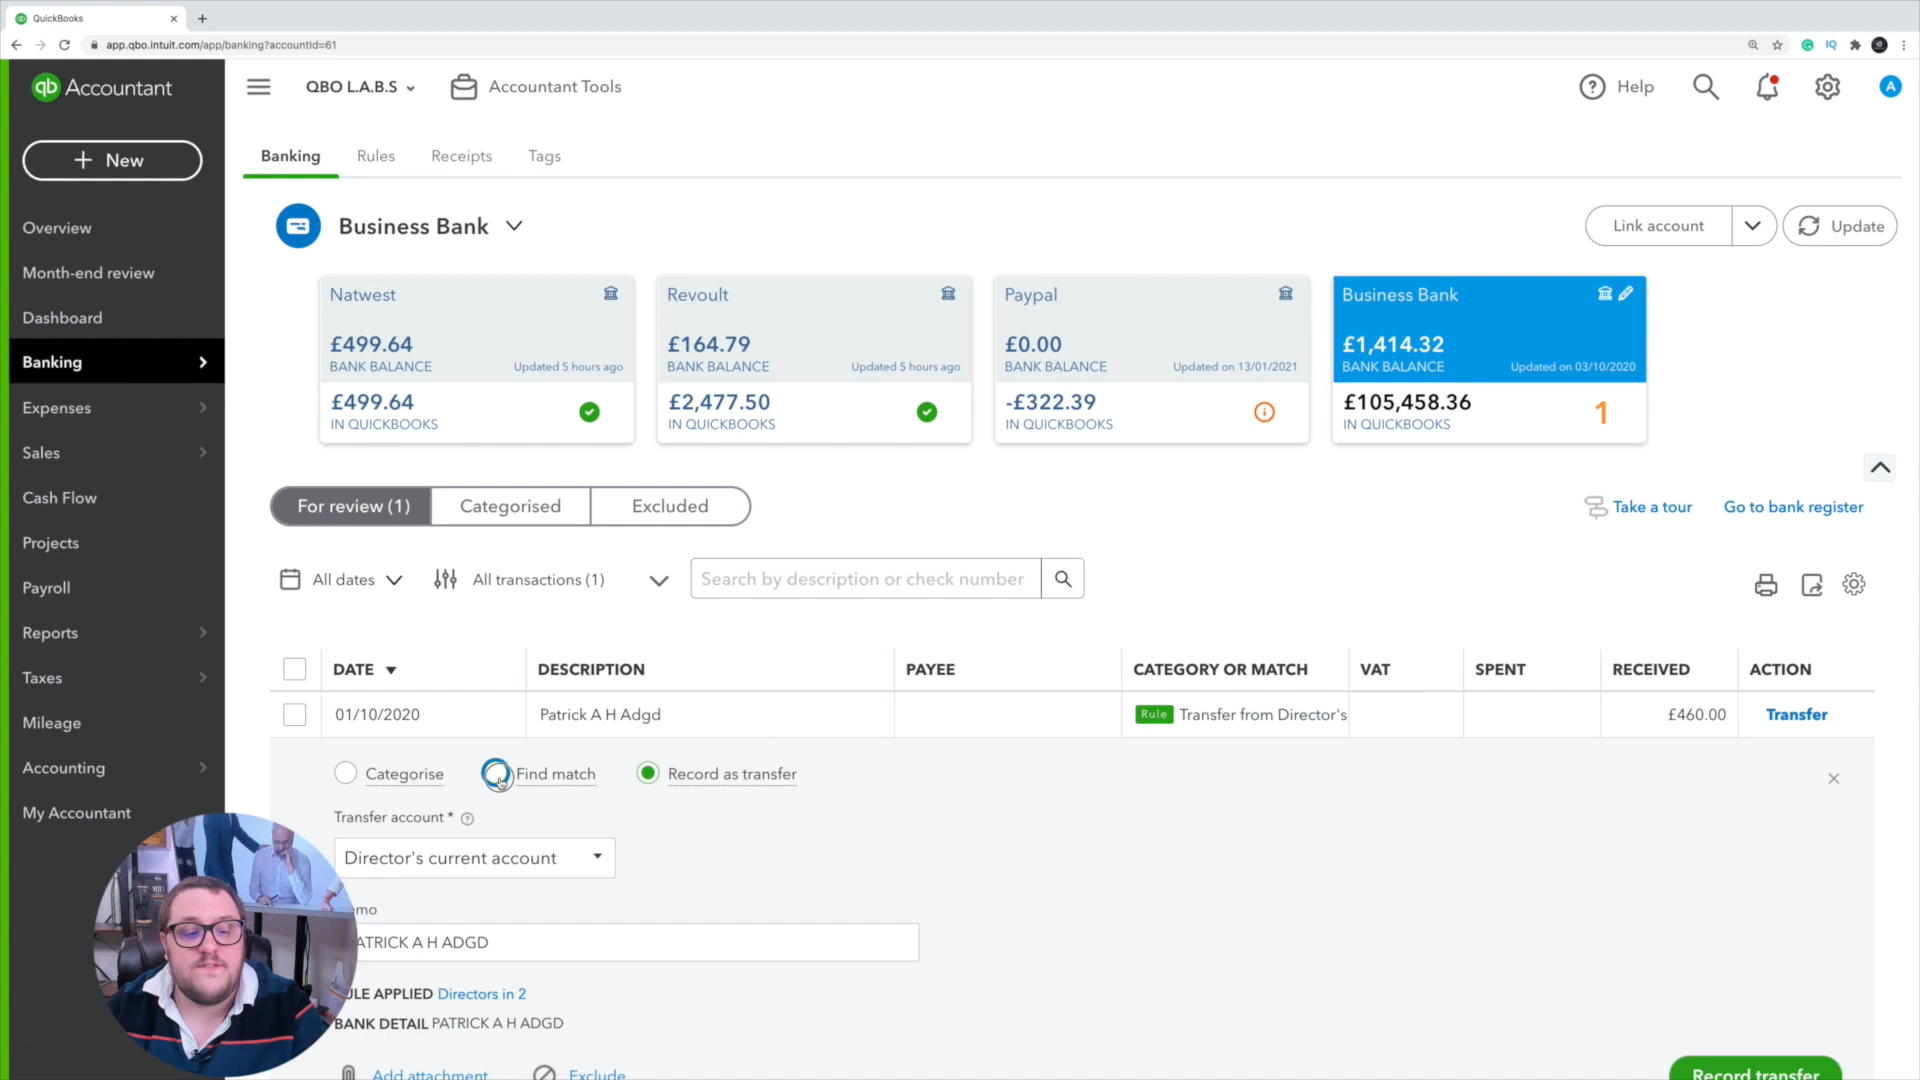 QuickBooks
app.qbo.intuit.com/app/banking?accountId=61
IQ
qb Accountant
QBO L.A.B.S
Accountant Tools
Help
A
New
Banking
Rules
Receipts
Tags
Overview
Month-end review
Dashboard
Banking
Expenses
Sales
Cash Flow
Projects
Payroll
Reports
Taxes
Mileage
Accounting
My Accountant
Business Bank
Link account
Update
Natwest
£499.64
BANK BALANCE
Updated 5 hours ago
£499.64
IN QUICKBOOKS
Revoult
£164.79
BANK BALANCE
Updated 5 hours ago
£2,477.50
IN QUICKBOOKS
Paypal
£0.00
BANK BALANCE
Updated on 13/01/2021
-£322.39
IN QUICKBOOKS
Business Bank
£1,414.32
BANK BALANCE
Updated on 03/10/2020
£105,458.36
IN QUICKBOOKS
1
For review (1)
Categorised
Excluded
Take a tour
Go to bank register
All dates
All transactions (1)
Search by description or check number
DATE DESCRIPTION PAYEE CATEGORY OR MATCH VAT SPENT RECEIVED ACTION
01/10/2020 Patrick A H Adgd Rule Transfer from Director's £460.00 Transfer
Categorise
Find match
Record as transfer
Transfer account *
Director's current account
emo
ATRICK A H ADGD
ULE APPLIED Directors in 2
BANK DETAIL PATRICK A H ADGD
Add attachment
Exclude
Record transfer